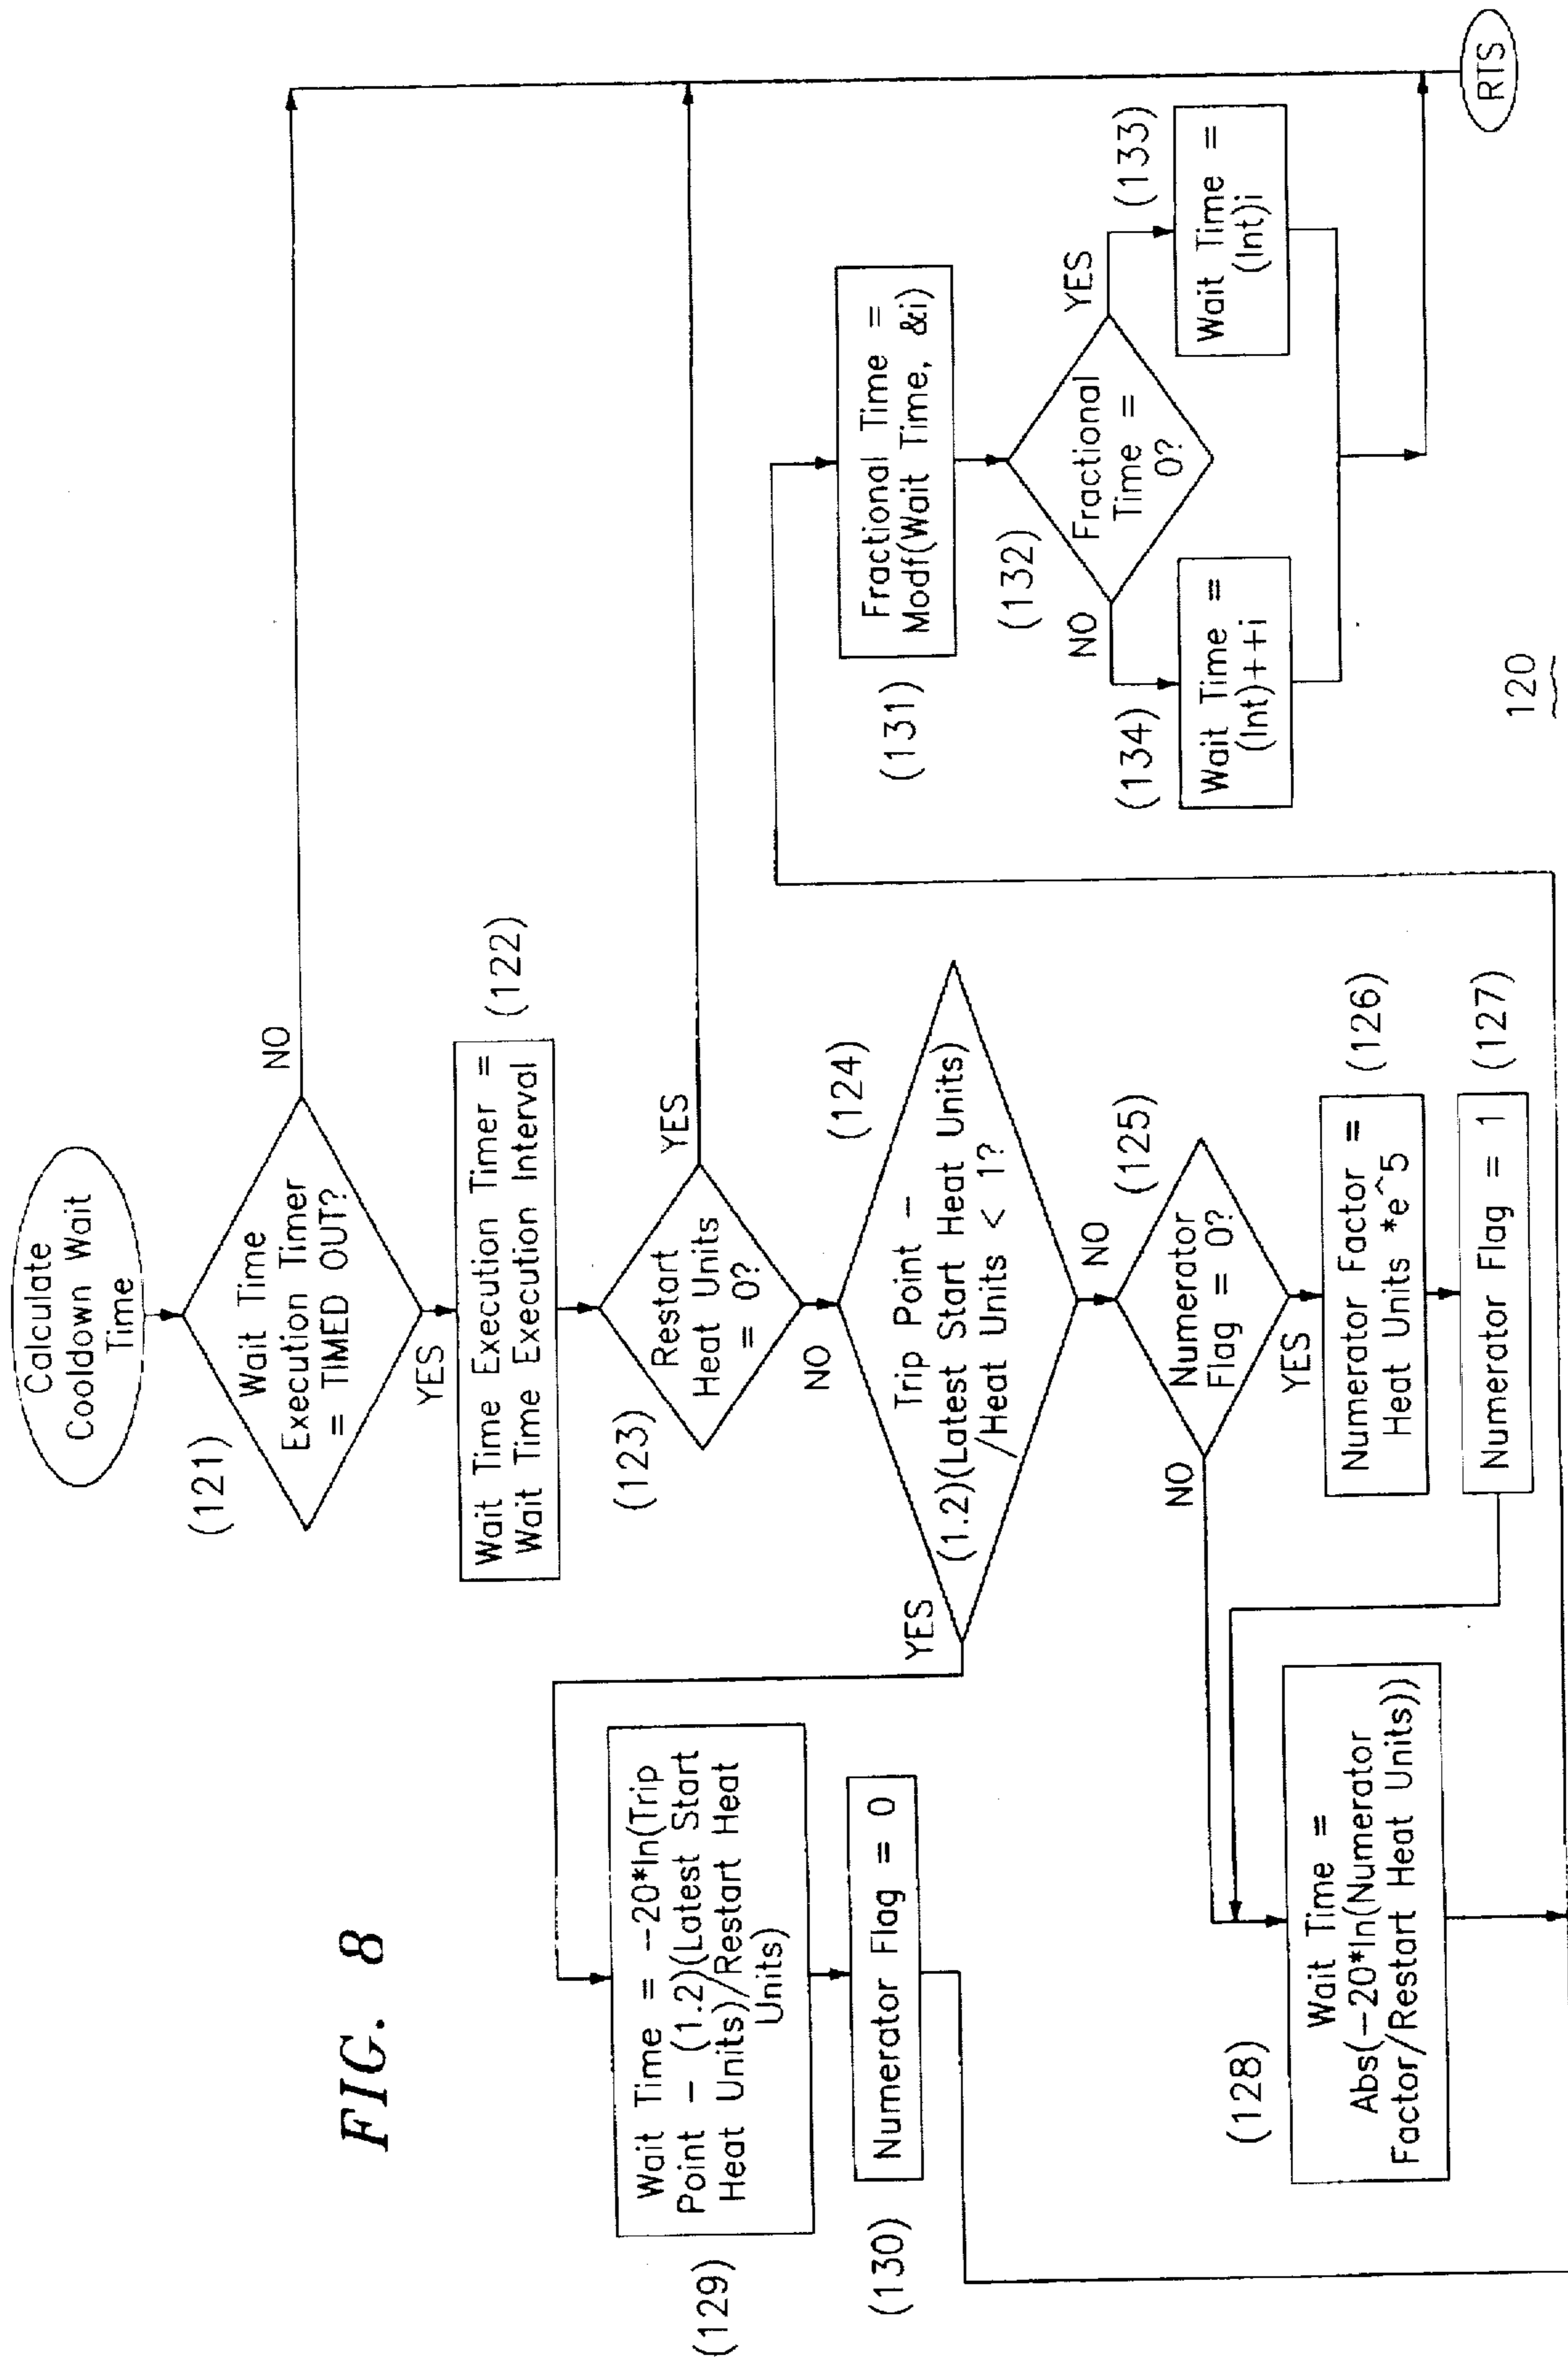 FIG. 8
Calculate
Cooldown Wait
Time
(121)
Wait Time
Execution Timer
= TIMED OUT?
NO
YES
Wait Time Execution Timer =
Wait Time Execution Interval
(122)
(123)
Restart
Heat Units
= 0?
YES
NO
(124)
Trip Point -
(1.2)(Latest Start Heat Units)
/Heat Units < 1?
YES
NO
(125)
Numerator
Flag = 0?
NO
YES
Numerator Factor =
Heat Units *e^5
(126)
Numerator Flag = 1
(127)
(128)
Wait Time =
Abs(-20*ln(Numerator
Factor/Restart Heat Units))
(129)
Wait Time = -20*ln(Trip
Point - (1.2)(Latest Start
Heat Units)/Restart Heat
Units)
(130)
Numerator Flag = 0
(131)
Fractional Time =
Modf(Wait Time, &i)
(132)
Fractional
Time =
0?
NO
YES
(134)
Wait Time =
(Int)++i
(133)
Wait Time =
(Int)i
RTS
120